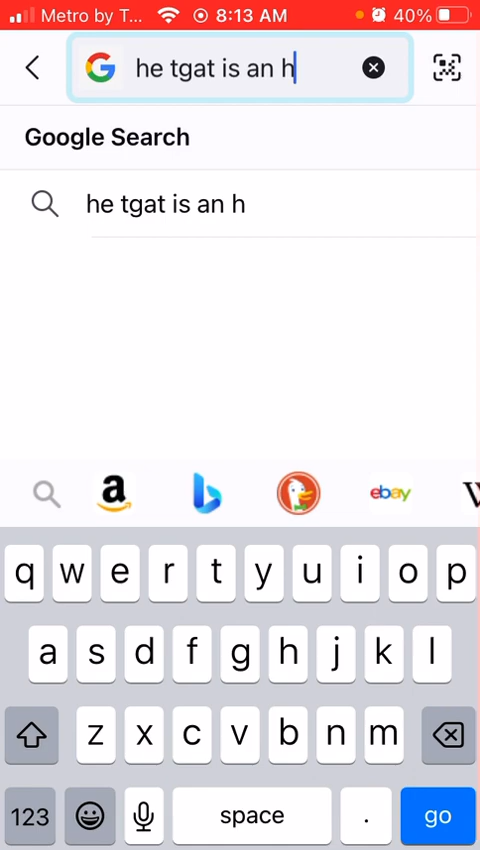 Metro by T... 8:13 AM 40%
he tgat is an h
Google Search
he tgat is an h
a ebay W
q w e r t y u i o p
a s d f g h j k l
z x c v b n m
123 space . go